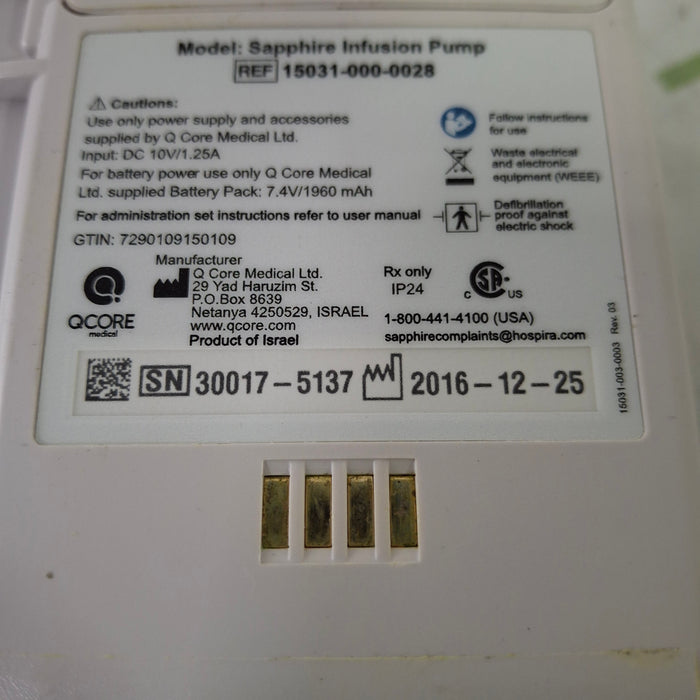 Model: Sapphire Infusion Pump
REF 15031-000-0028
Cautions:
Use only power supply and accessories
supplied by Q Core Medical Ltd.
Input: DC 10V/1.25A
For battery power use only Q Core Medical
Ltd. supplied Battery Pack: 7.4V/1960 mAh
For administration set instructions refer to user manual
GTIN: 7290109150109
Follow instructions
for use
Waste electrical
and electronic
equipment (WEEE)
Defibrillation
proof against
electric shock
QCORE
medical
Manufacturer
Q Core Medical Ltd.
29 Yad Haruzim St.
P.O.Box 8639
Netanya 4250529, ISRAEL
www.qcore.com
Product of Israel
Rx only
IP24
C SA US
1-800-441-4100 (USA)
sapphirecomplaints@hospira.com
SN 30017-5137 2016-12-25
15031-003-0003 Rev. 03